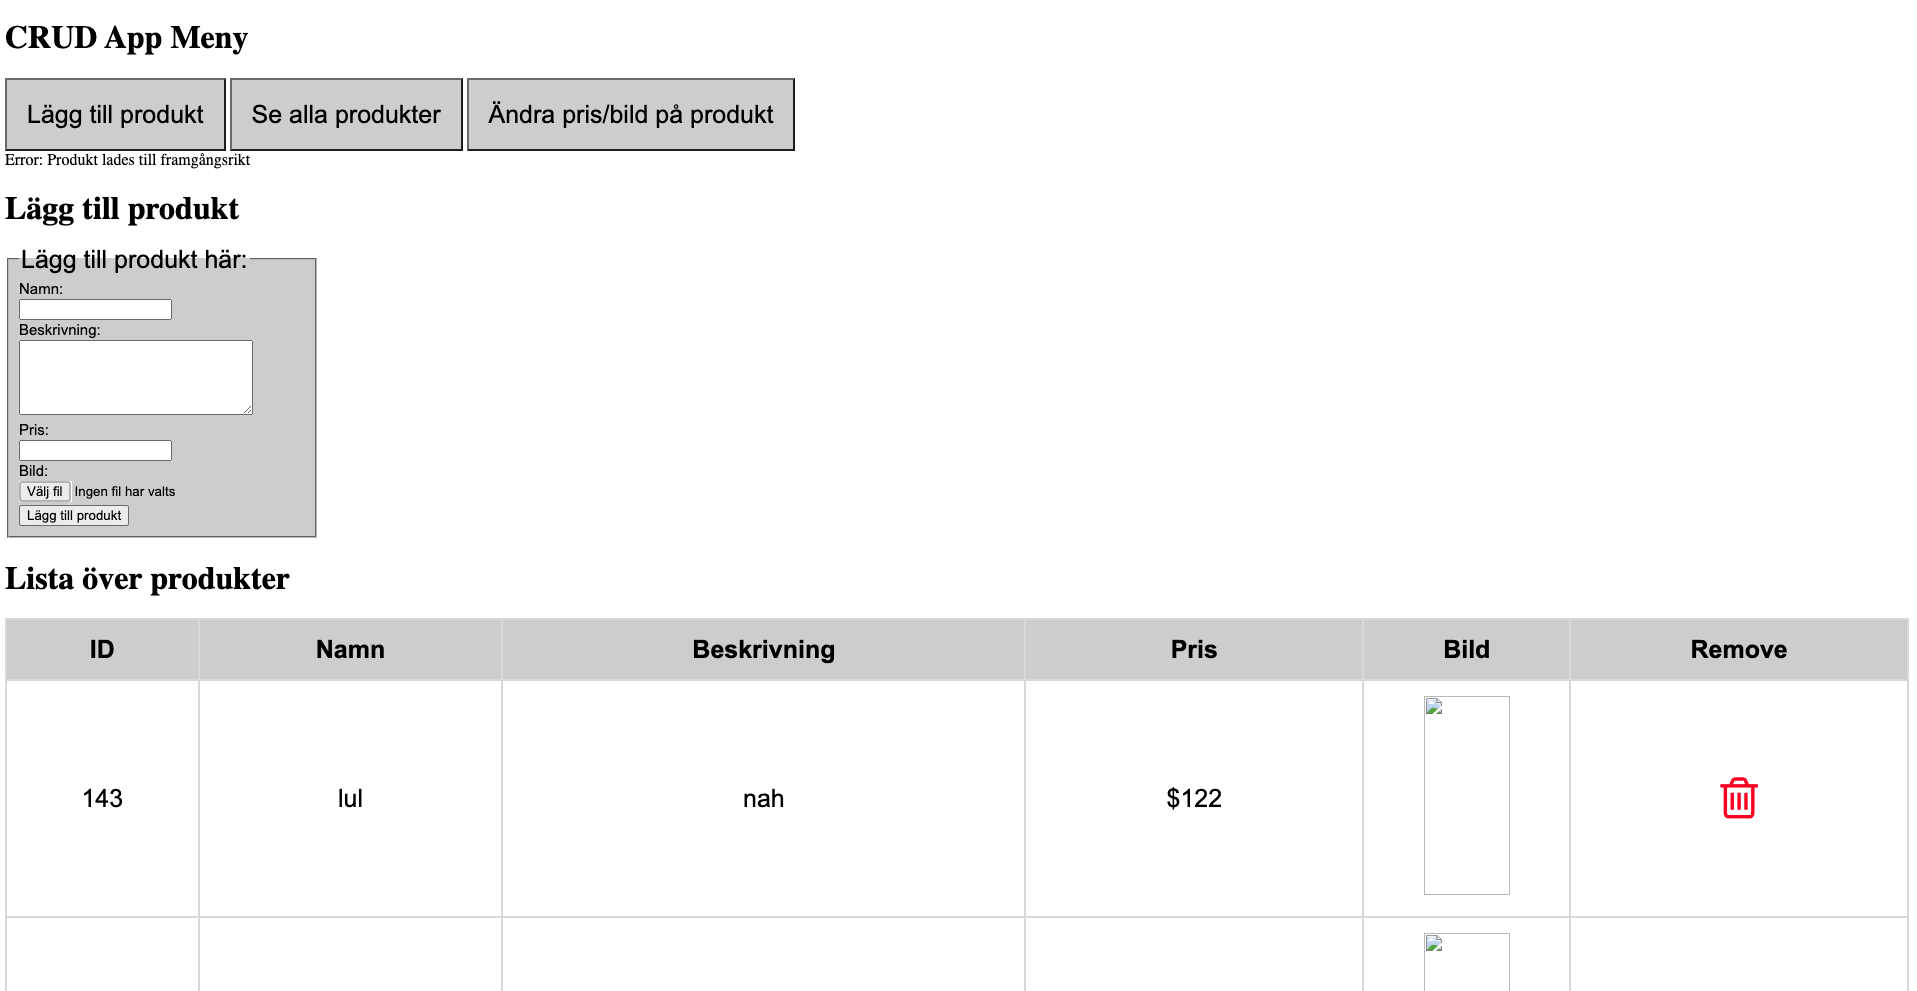 CRUD App Meny
Lägg till produkt Se alla produkter Ändra pris/bild på produkt
Error: Produkt lades till framgångsrikt
Lägg till produkt
Lägg till produkt här:
Namn:
Beskrivning:
Pris:
Bild:
Välj fil Ingen fil har valts
Lägg till produkt
Lista över produkter
ID Namn Beskrivning Pris Bild Remove
143 lul nah $122